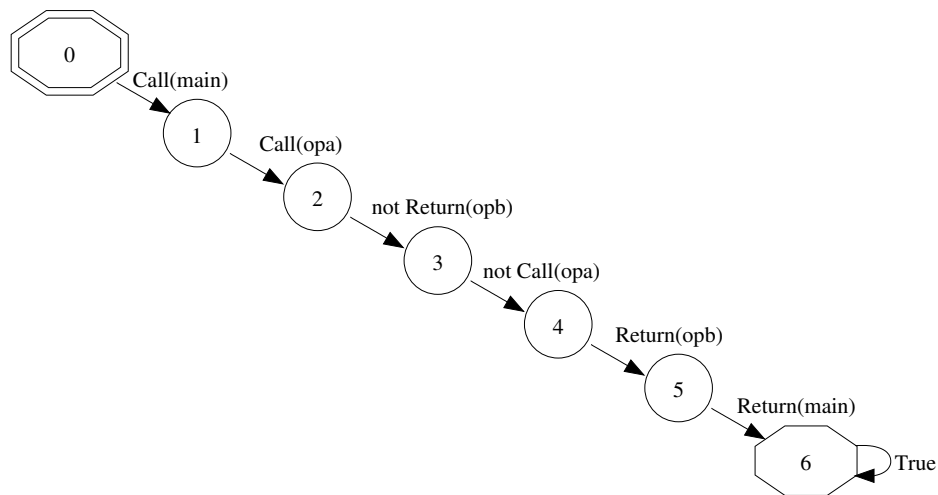 0
Call(main)
1
Call(opa)
2
not Return(opb)
3
not Call(opa)
4
Return(opb)
5
Return(main)
6
True